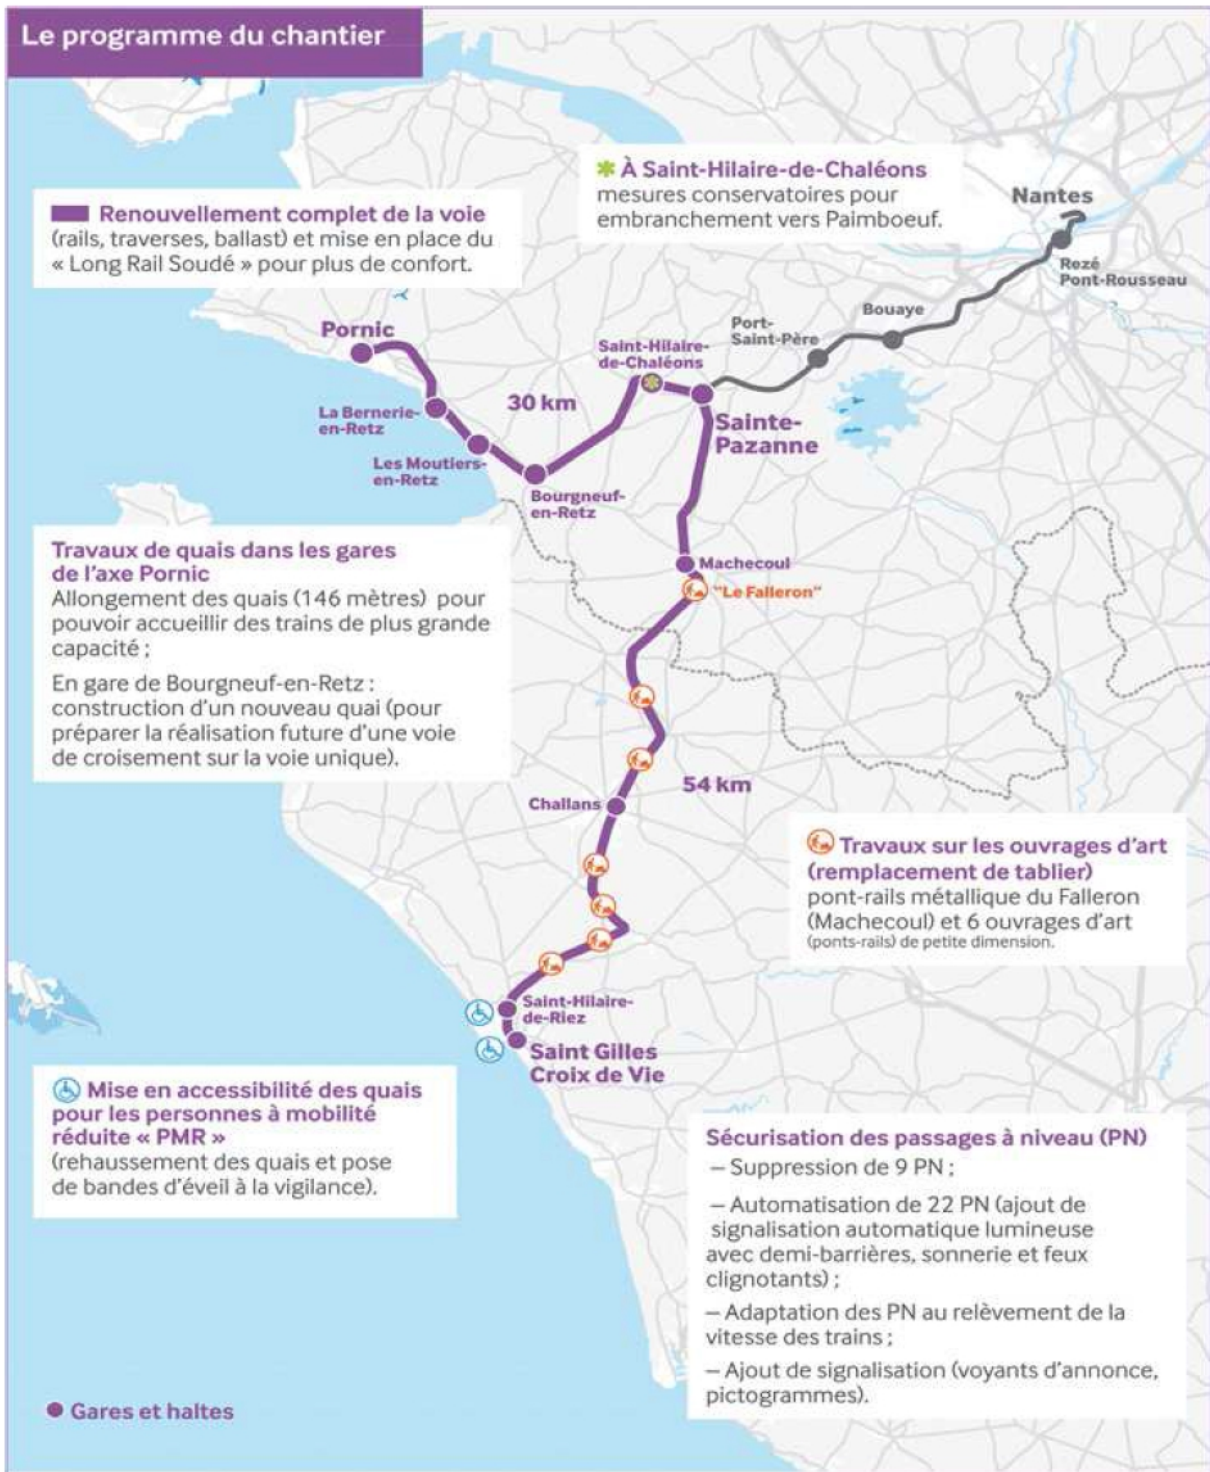 Le programme du chantier
À Saint-Hilaire-de-Chaléons
mesures conservatoires pour
embranchement vers Paimboeuf.
Renouvellement complet de la voie
(rails, traverses, ballast) et mise en place du
« Long Rail Soudé » pour plus de confort.
Nantes
Rezé
Pont-Rousseau
Bouaye
Port-
Saint-Père
Pornic
Saint-Hilaire-
de-Chaléons
30 km
La Bernerie-
en-Retz
Sainte-
Pazanne
Les Moutiers-
en-Retz
Bourgneuf-
en-Retz
Travaux de quais dans les gares
de l'axe Pornic
Allongement des quais (146 mètres) pour
pouvoir accueillir des trains de plus grande
capacité ;
En gare de Bourgneuf-en-Retz :
construction d'un nouveau quai (pour
préparer la réalisation future d'une voie
de croisement sur la voie unique).
Machecoul
"Le Falleron"
54 km
Challans
Travaux sur les ouvrages d'art
(remplacement de tablier)
pont-rails métallique du Falleron
(Machecoul) et 6 ouvrages d'art
(ponts-rails) de petite dimension.
Saint-Hilaire-
de-Riez
Saint Gilles
Croix de Vie
Mise en accessibilité des quais
pour les personnes à mobilité
réduite « PMR »
(rehaussement des quais et pose
de bandes d'éveil à la vigilance).
Sécurisation des passages à niveau (PN)
– Suppression de 9 PN ;
– Automatisation de 22 PN (ajout de
signalisation automatique lumineuse
avec demi-barrières, sonnerie et feux
clignotants) ;
– Adaptation des PN au relèvement de la
vitesse des trains ;
– Ajout de signalisation (voyants d'annonce,
pictogrammes).
Gares et haltes